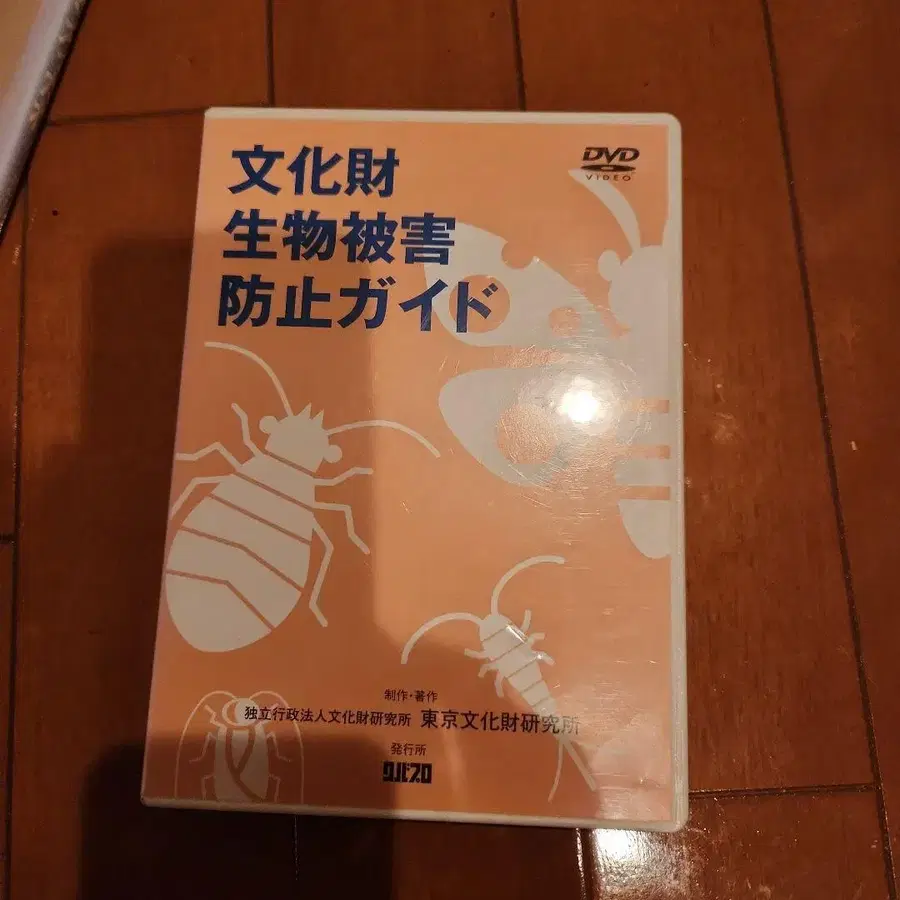 文化財
生物被害
防止ガイド
DVD
VIDEO
制作・著作
独立行政法人文化財研究所 東京文化財研究所
発行所
クバプロ